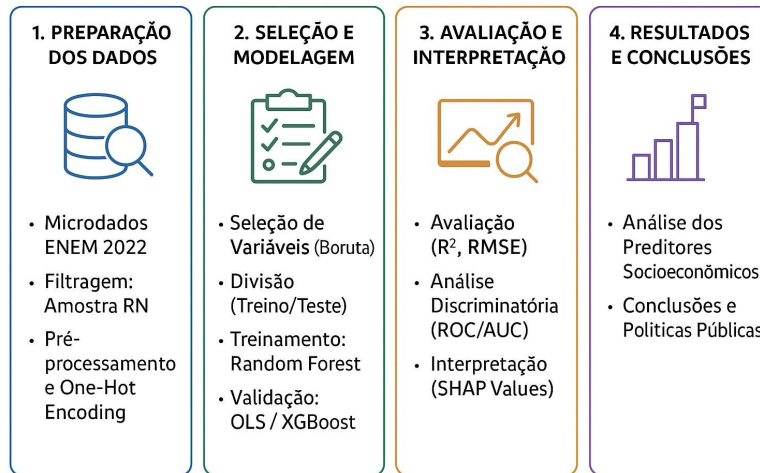 1. PREPARAÇÃO
DOS DADOS
• Microdados
ENEM 2022
• Filtragem:
Amostra RN
• Pré-
processamento
e One-Hot
Encoding
2. SELEÇÃO E
MODELAGEM
• Seleção de
Variáveis (Boruta)
• Divisão
(Treino/Teste)
• Treinamento:
Random Forest
• Validação:
OLS / XGBoost
3. AVALIAÇÃO E
INTERPRETAÇÃO
• Avaliação
(R², RMSE)
• Análise
Discriminatória
(ROC/AUC)
• Interpretação
(SHAP Values)
4. RESULTADOS
E CONCLUSÕES
• Análise dos
Preditores
Socioeconõmicos
• Conclusões e
Politicas Públicas